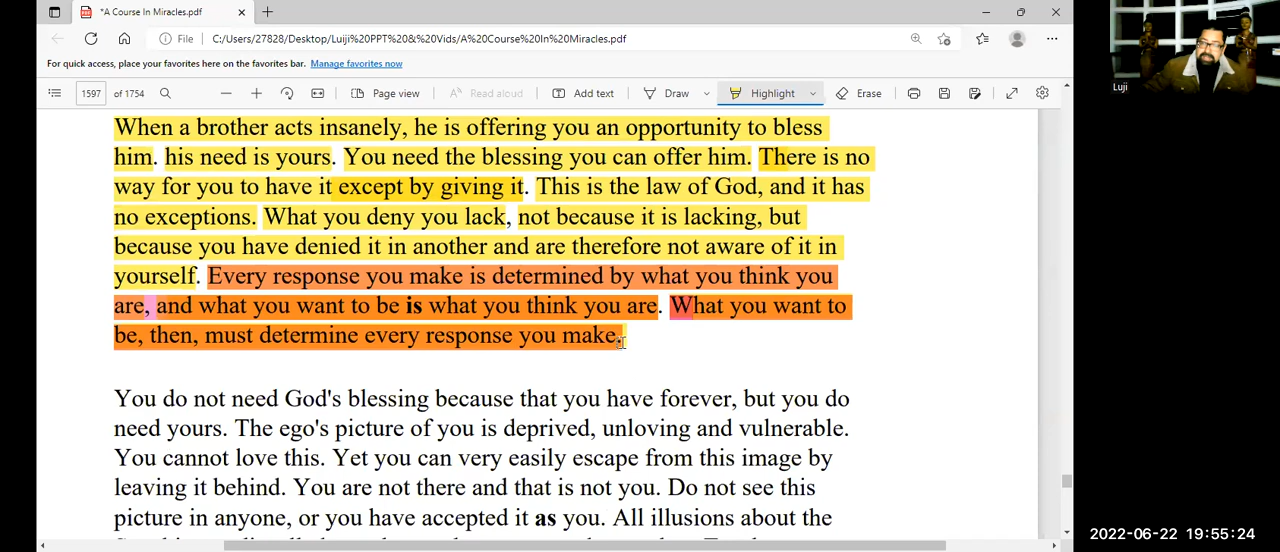 *A Course In Miracles.pdf
File
C:/Users/27828/Desktop/Luiji%20PPT%20&%20Vids/A%20Course%20In%20Miracles.pdf
For quick access, place your favorites here on the favorites bar. Manage favorites now
1597 of 1754
Page view
Read aloud
Add text
Draw
Highlight
Erase
Luji
When a brother acts insanely, he is offering you an opportunity to bless
him. his need is yours. You need the blessing you can offer him. There is no
way for you to have it except by giving it. This is the law of God, and it has
no exceptions. What you deny you lack, not because it is lacking, but
because you have denied it in another and are therefore not aware of it in
yourself. Every response you make is determined by what you think you
are, and what you want to be is what you think you are. What you want to
be, then, must determine every response you make.
You do not need God's blessing because that you have forever, but you do
need yours. The ego's picture of you is deprived, unloving and vulnerable.
You cannot love this. Yet you can very easily escape from this image by
leaving it behind. You are not there and that is not you. Do not see this
picture in anyone, or you have accepted it as you. All illusions about the
2022-06-22 19:55:24